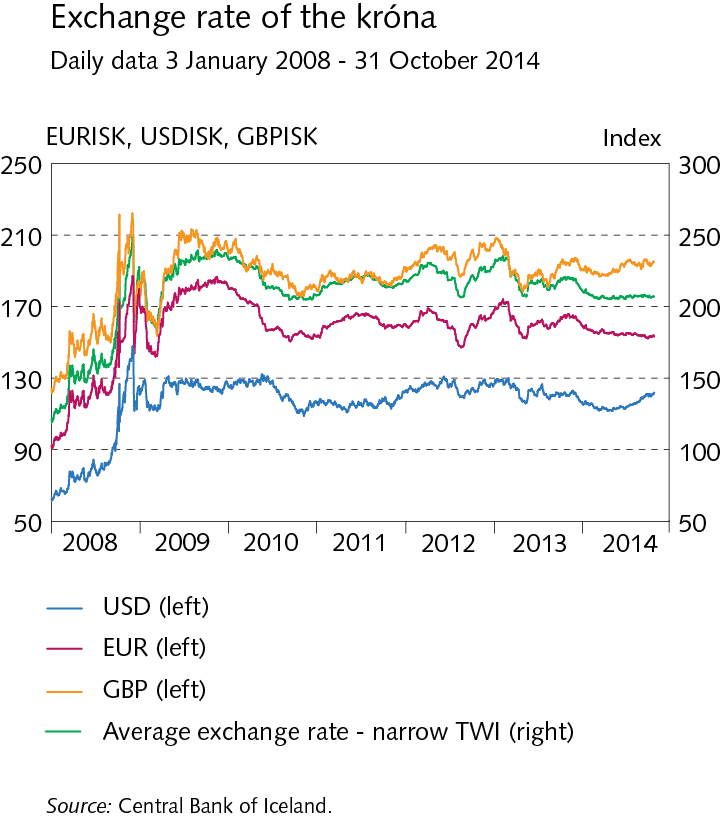 Exchange rate of the króna
Daily data 3 January 2008 - 31 October 2014
EURISK, USDISK, GBPISK Index
250 300
210 250
170 200
130 150
90 100
50 50
2008 2009 2010 2011 2012 2013 2014
USD (left)
EUR (left)
GBP (left)
Average exchange rate - narrow TWI (right)
Source: Central Bank of Iceland.